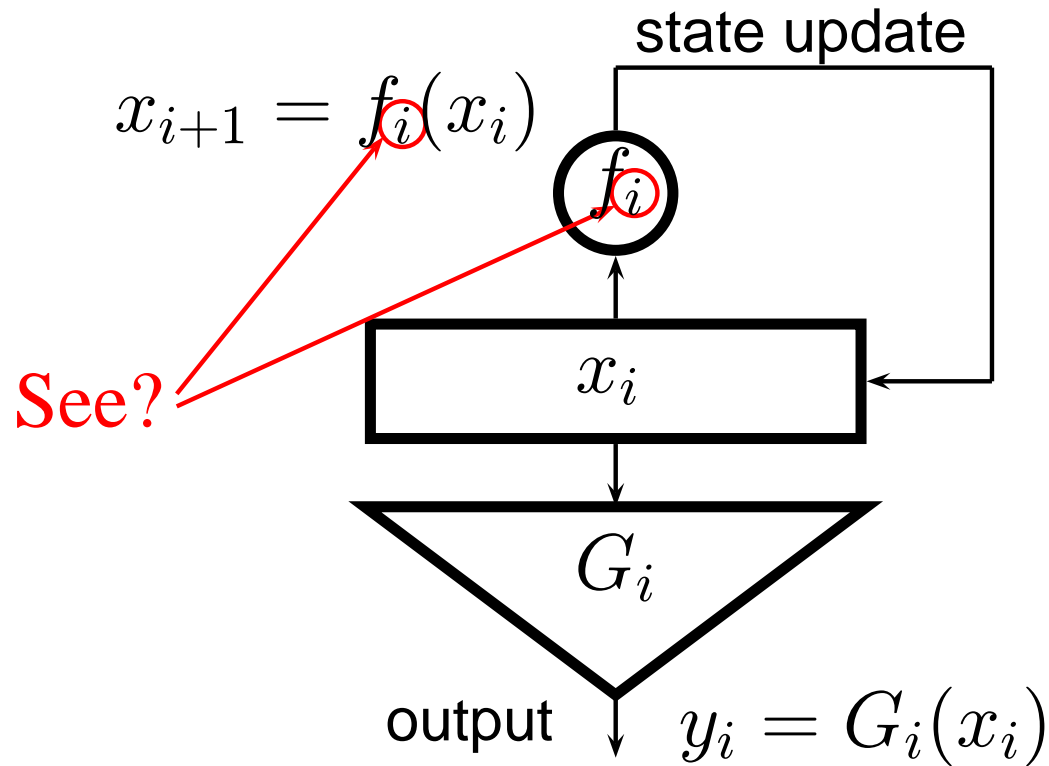 state update
x_{i+1} = f_i(x_i)
f_i
x_i
See?
G_i
output
y_i = G_i(x_i)